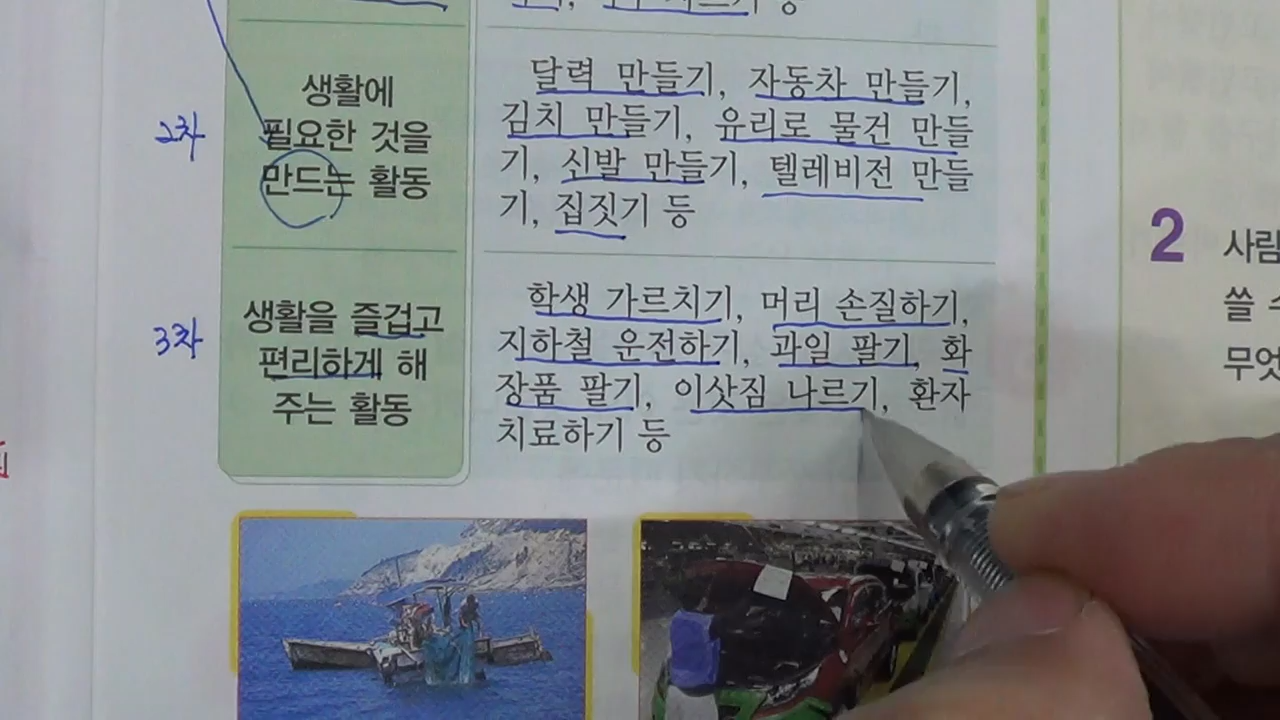 생활에
필요한 것을
만드는 활동
2차
달력 만들기, 자동차 만들기,
김치 만들기, 유리로 물건 만들
기, 신발 만들기, 텔레비전 만들
기, 집짓기 등
생활을 즐겁고
편리하게 해
주는 활동
3차
학생 가르치기, 머리 손질하기,
지하철 운전하기, 과일 팔기, 화
장품 팔기, 이삿짐 나르기, 환자
치료하기 등
2
사람
쓸 수
무엇